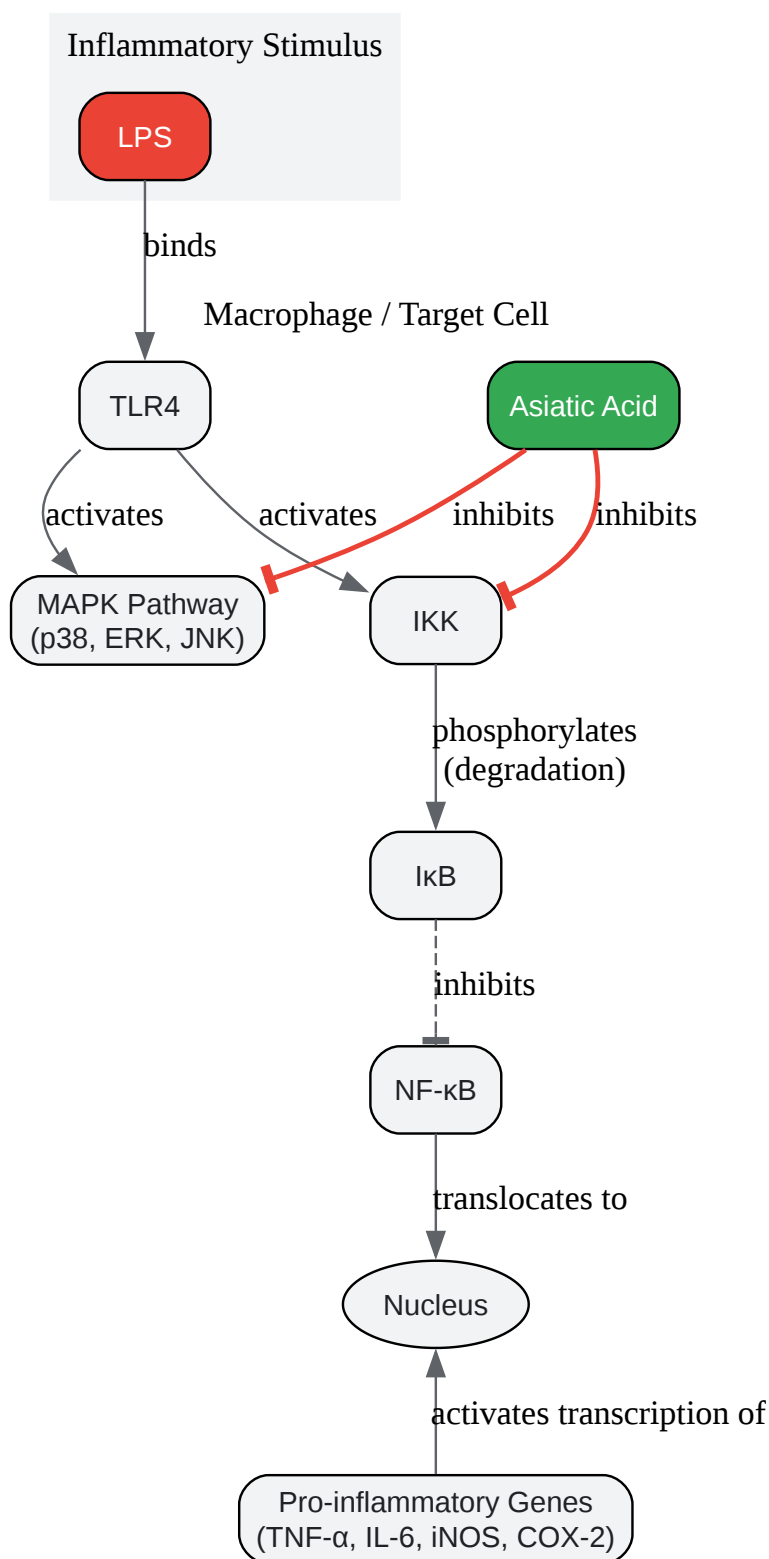 Inflammatory Stimulus
LPS
binds
Macrophage / Target Cell
TLR4
Asiatic Acid
activates
activates
inhibits
inhibits
MAPK Pathway
(p38, ERK, JNK)
IKK
phosphorylates
(degradation)
IκB
inhibits
NF-κB
translocates to
Nucleus
activates transcription of
Pro-inflammatory Genes
(TNF-α, IL-6, iNOS, COX-2)